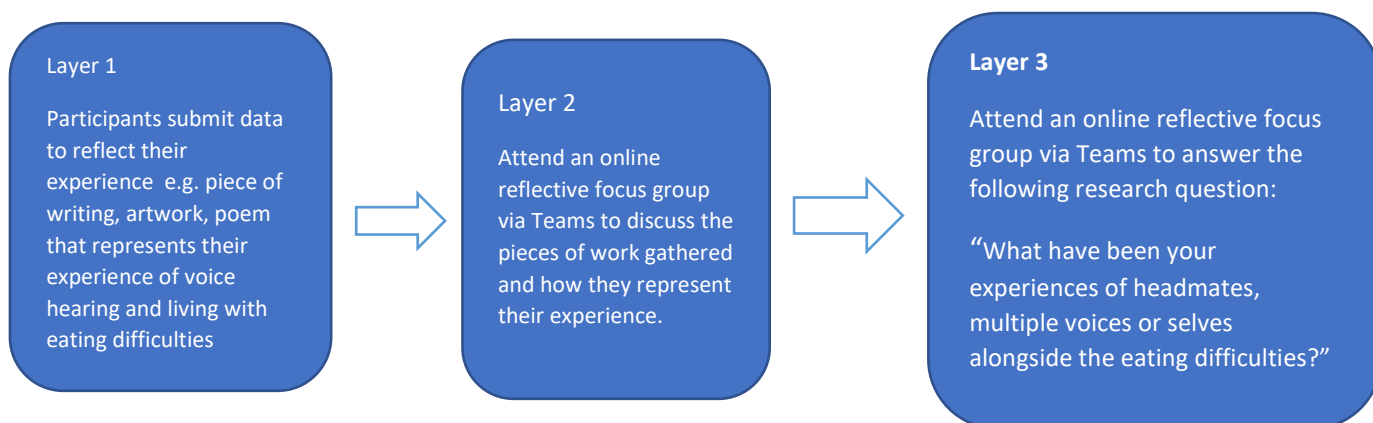 Layer 1
Participants submit data
to reflect their
experience  e.g. piece of
writing, artwork, poem
that represents their
experience of voice
hearing and living with
eating difficulties
Layer 2
Attend an online
reflective focus group
via Teams to discuss the
pieces of work gathered
and how they represent
their experience.
Layer 3
Attend an online reflective focus
group via Teams to answer the
following research question:
“What have been your
experiences of headmates,
multiple voices or selves
alongside the eating difficulties?”